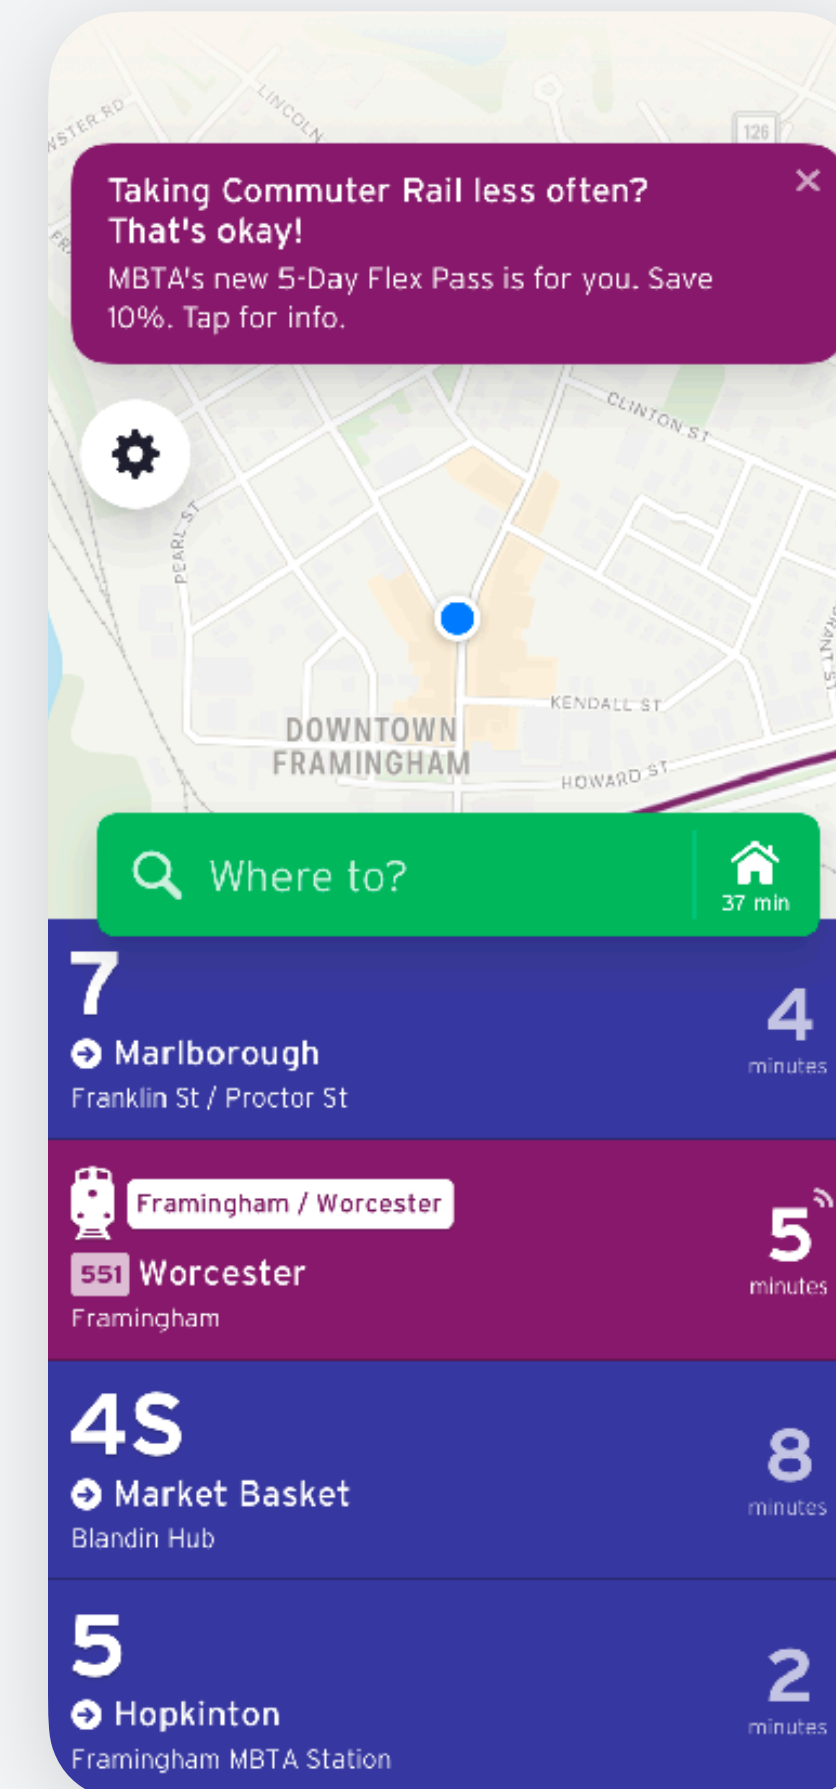 LINCOLN
126
Taking Commuter Rail less often?
That's okay!
MBTA's new 5-Day Flex Pass is for you. Save
10%. Tap for info.
CLINTON ST
PEARL ST
KENDALL ST
DOWNTOWN
FRAMINGHAM
HOWARD ST
Where to?
37 min
7
4
Marlborough
minutes
Franklin St / Proctor St
Framingham / Worcester
5
551 Worcester
minutes
Framingham
4S
8
Market Basket
minutes
Blandin Hub
5
2
Hopkinton
minutes
Framingham MBTA Station